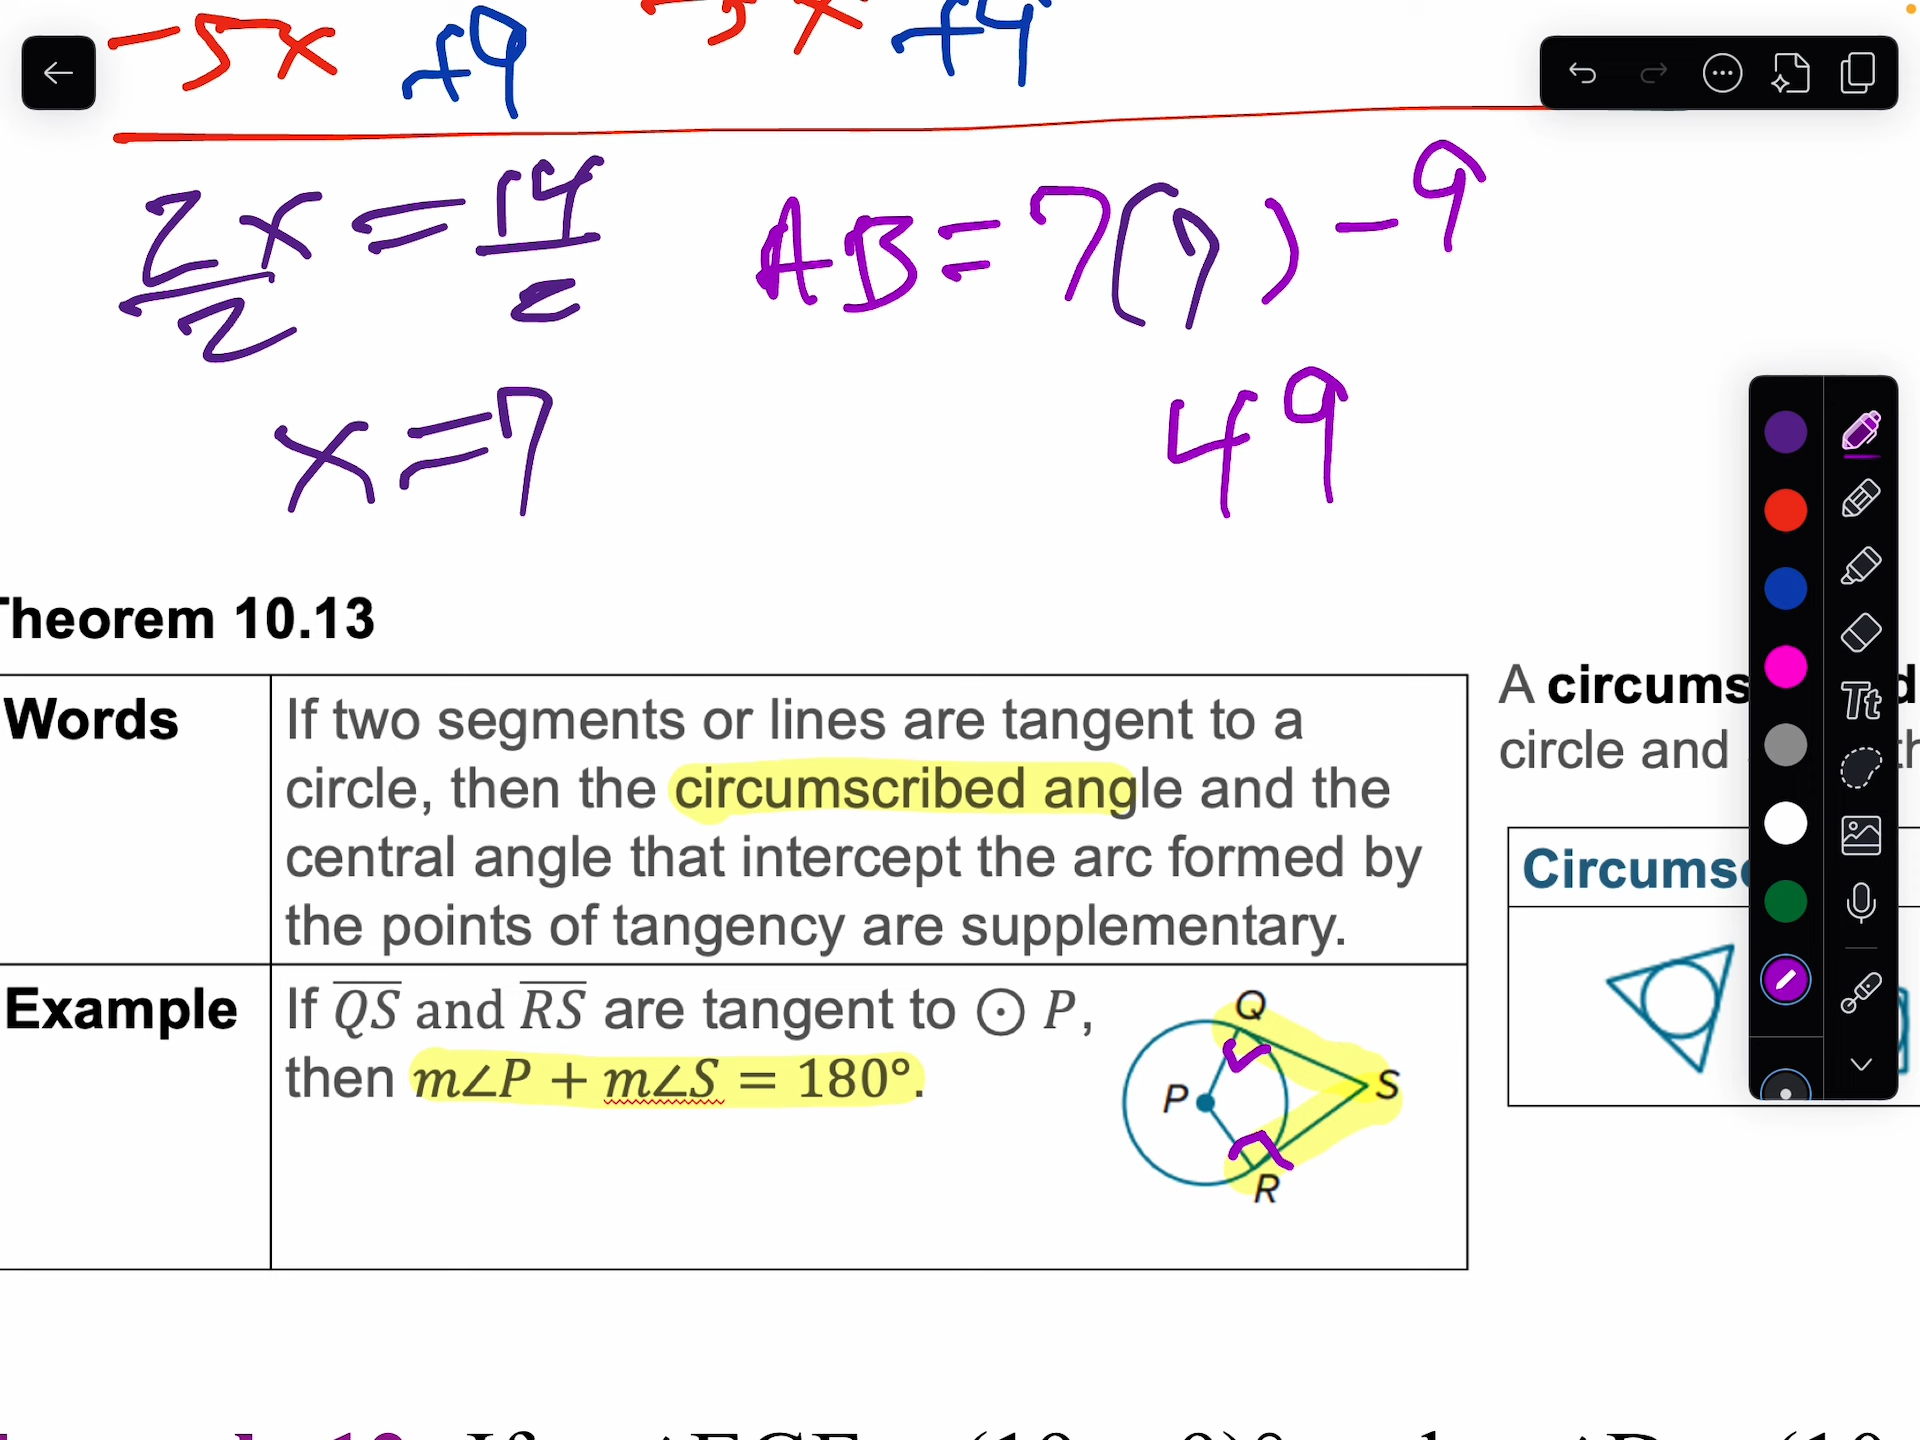 -5x +9 -5x +9
2x = 14 AB = 7(7) - 9
2 2
x = 7 49
Theorem 10.13
Words
If two segments or lines are tangent to a
circle, then the circumscribed angle and the
central angle that intercept the arc formed by
the points of tangency are supplementary.
Example
If QS and RS are tangent to ⊙ P,
then m∠P + m∠S = 180°.
Q
P
S
R
A circums
circle and
Circums
Tt